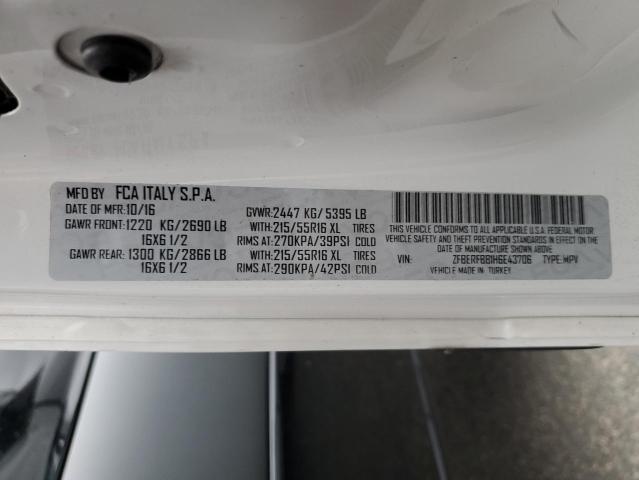 MFD BY FCA ITALY S.P.A.
DATE OF MFR:10/16 GVWR:2447 KG/5395 LB
GAWR FRONT:1220 KG/2690 LB WITH:215/55R16 XL TIRES
16X6 1/2 RIMS AT:270KPA/39PSI COLD
GAWR REAR: 1300 KG/2866 LB WITH:215/55R16 XL TIRES
16X6 1/2 RIMS AT:290KPA/42PSI COLD
THIS VEHICLE CONFORMS TO ALL APPLICABLE U.S.A. FEDERAL MOTOR
VEHICLE SAFETY AND THEFT PREVENTION STANDARDS IN EFFECT ON THE
DATE OF MANUFACTURE SHOWN ABOVE.
VIN: ZFBERFBB1H6E43706 TYPE:MPV
VEHICLE MADE IN: TURKEY